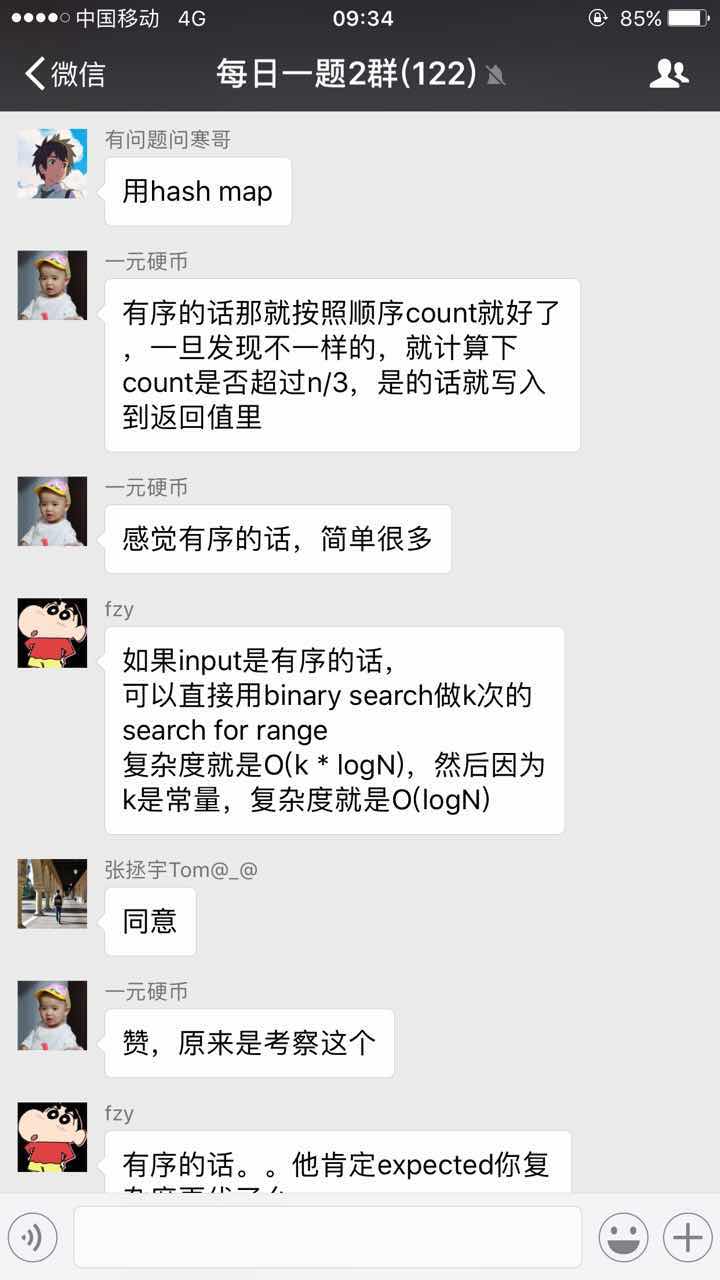 中国移动 4G 09:34 85%
微信 每日一题2群(122)
有问题问寒哥
用hash map
一元硬币
有序的话那就按照顺序count就好了
，一旦发现不一样的，就计算下
count是否超过n/3，是的话就写入
到返回值里
一元硬币
感觉有序的话，简单很多
fzy
如果input是有序的话，
可以直接用binary search做k次的
search for range
复杂度就是O(k * logN)，然后因为
k是常量，复杂度就是O(logN)
张拯宇Tom@_@
同意
一元硬币
赞，原来是考察这个
fzy
有序的话。。他肯定expected你复